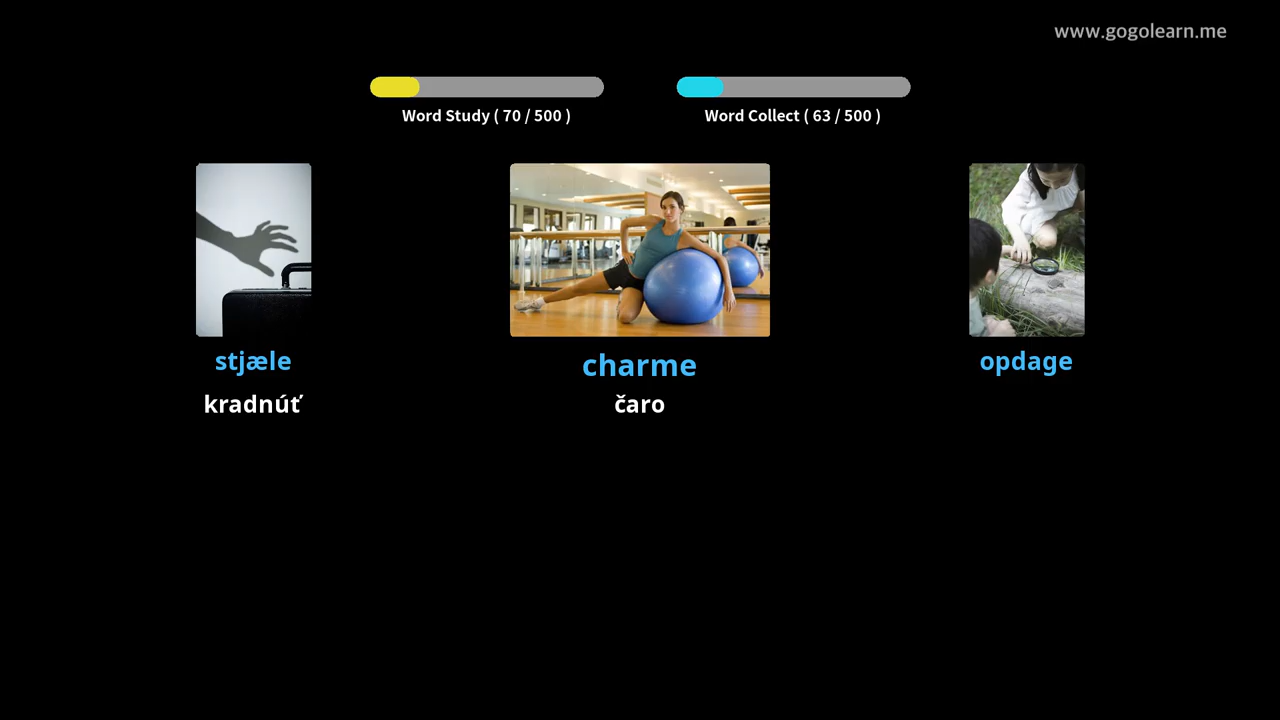 www.gogolearn.me
Word Study ( 70 / 500 )
Word Collect ( 63 / 500 )
stjæle
kradnúť
charme
čaro
opdage